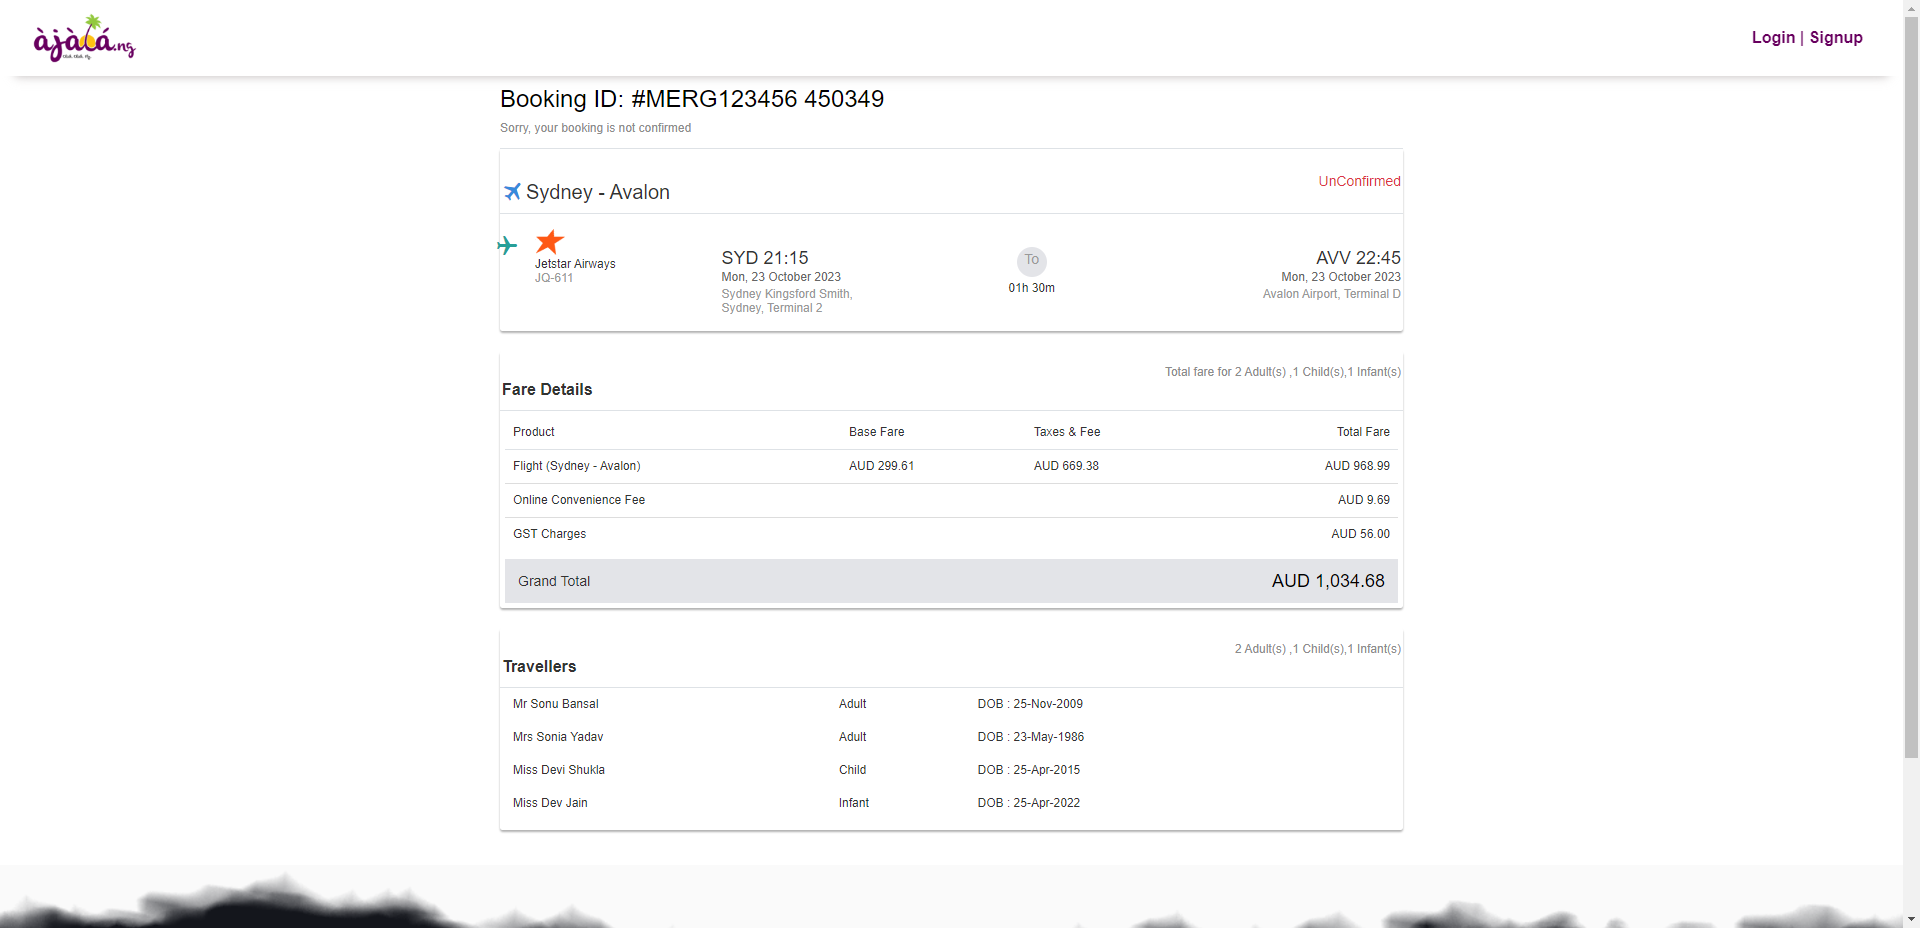 àjàlá.ng
Login | Signup
Booking ID: #MERG123456 450349
Sorry, your booking is not confirmed
UnConfirmed
Sydney - Avalon
Jetstar Airways
JQ-611
SYD 21:15
Mon, 23 October 2023
Sydney Kingsford Smith,
Sydney, Terminal 2
To
01h 30m
AVV 22:45
Mon, 23 October 2023
Avalon Airport, Terminal D
Total fare for 2 Adult(s) ,1 Child(s),1 Infant(s)
Fare Details
Product Base Fare Taxes & Fee Total Fare
Flight (Sydney - Avalon) AUD 299.61 AUD 669.38 AUD 968.99
Online Convenience Fee AUD 9.69
GST Charges AUD 56.00
Grand Total AUD 1,034.68
2 Adult(s) ,1 Child(s),1 Infant(s)
Travellers
Mr Sonu Bansal Adult DOB : 25-Nov-2009
Mrs Sonia Yadav Adult DOB : 23-May-1986
Miss Devi Shukla Child DOB : 25-Apr-2015
Miss Dev Jain Infant DOB : 25-Apr-2022